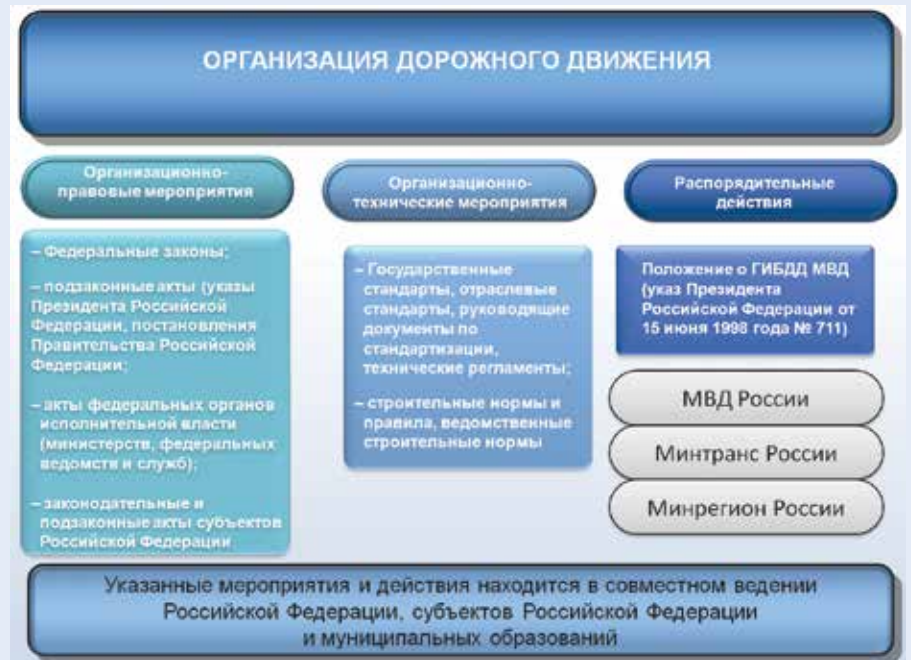 ОРГАНИЗАЦИЯ ДОРОЖНОГО ДВИЖЕНИЯ
Организационно-
правовые мероприятия
– Федеральные законы;
– подзаконные акты (указы
Президента Российской
Федерации, постановления
Правительства Российской
Федерации;
– акты федеральных органов
исполнительной власти
(министерств, федеральных
ведомств и служб);
– законодательные и
подзаконные акты субъектов
Российской Федерации
Организационно-
технические мероприятия
– Государственные
стандарты, отраслевые
стандарты, руководящие
документы по
стандартизации,
технические регламенты;
– строительные нормы и
правила, ведомственные
строительные нормы
Распорядительные
действия
Положение о ГИБДД МВД
(указ Президента
Российской Федерации от
15 июня 1998 года № 711)
МВД России
Минтранс России
Минрегион России
Указанные мероприятия и действия находится в совместном ведении
Российской Федерации, субъектов Российской Федерации
и муниципальных образований